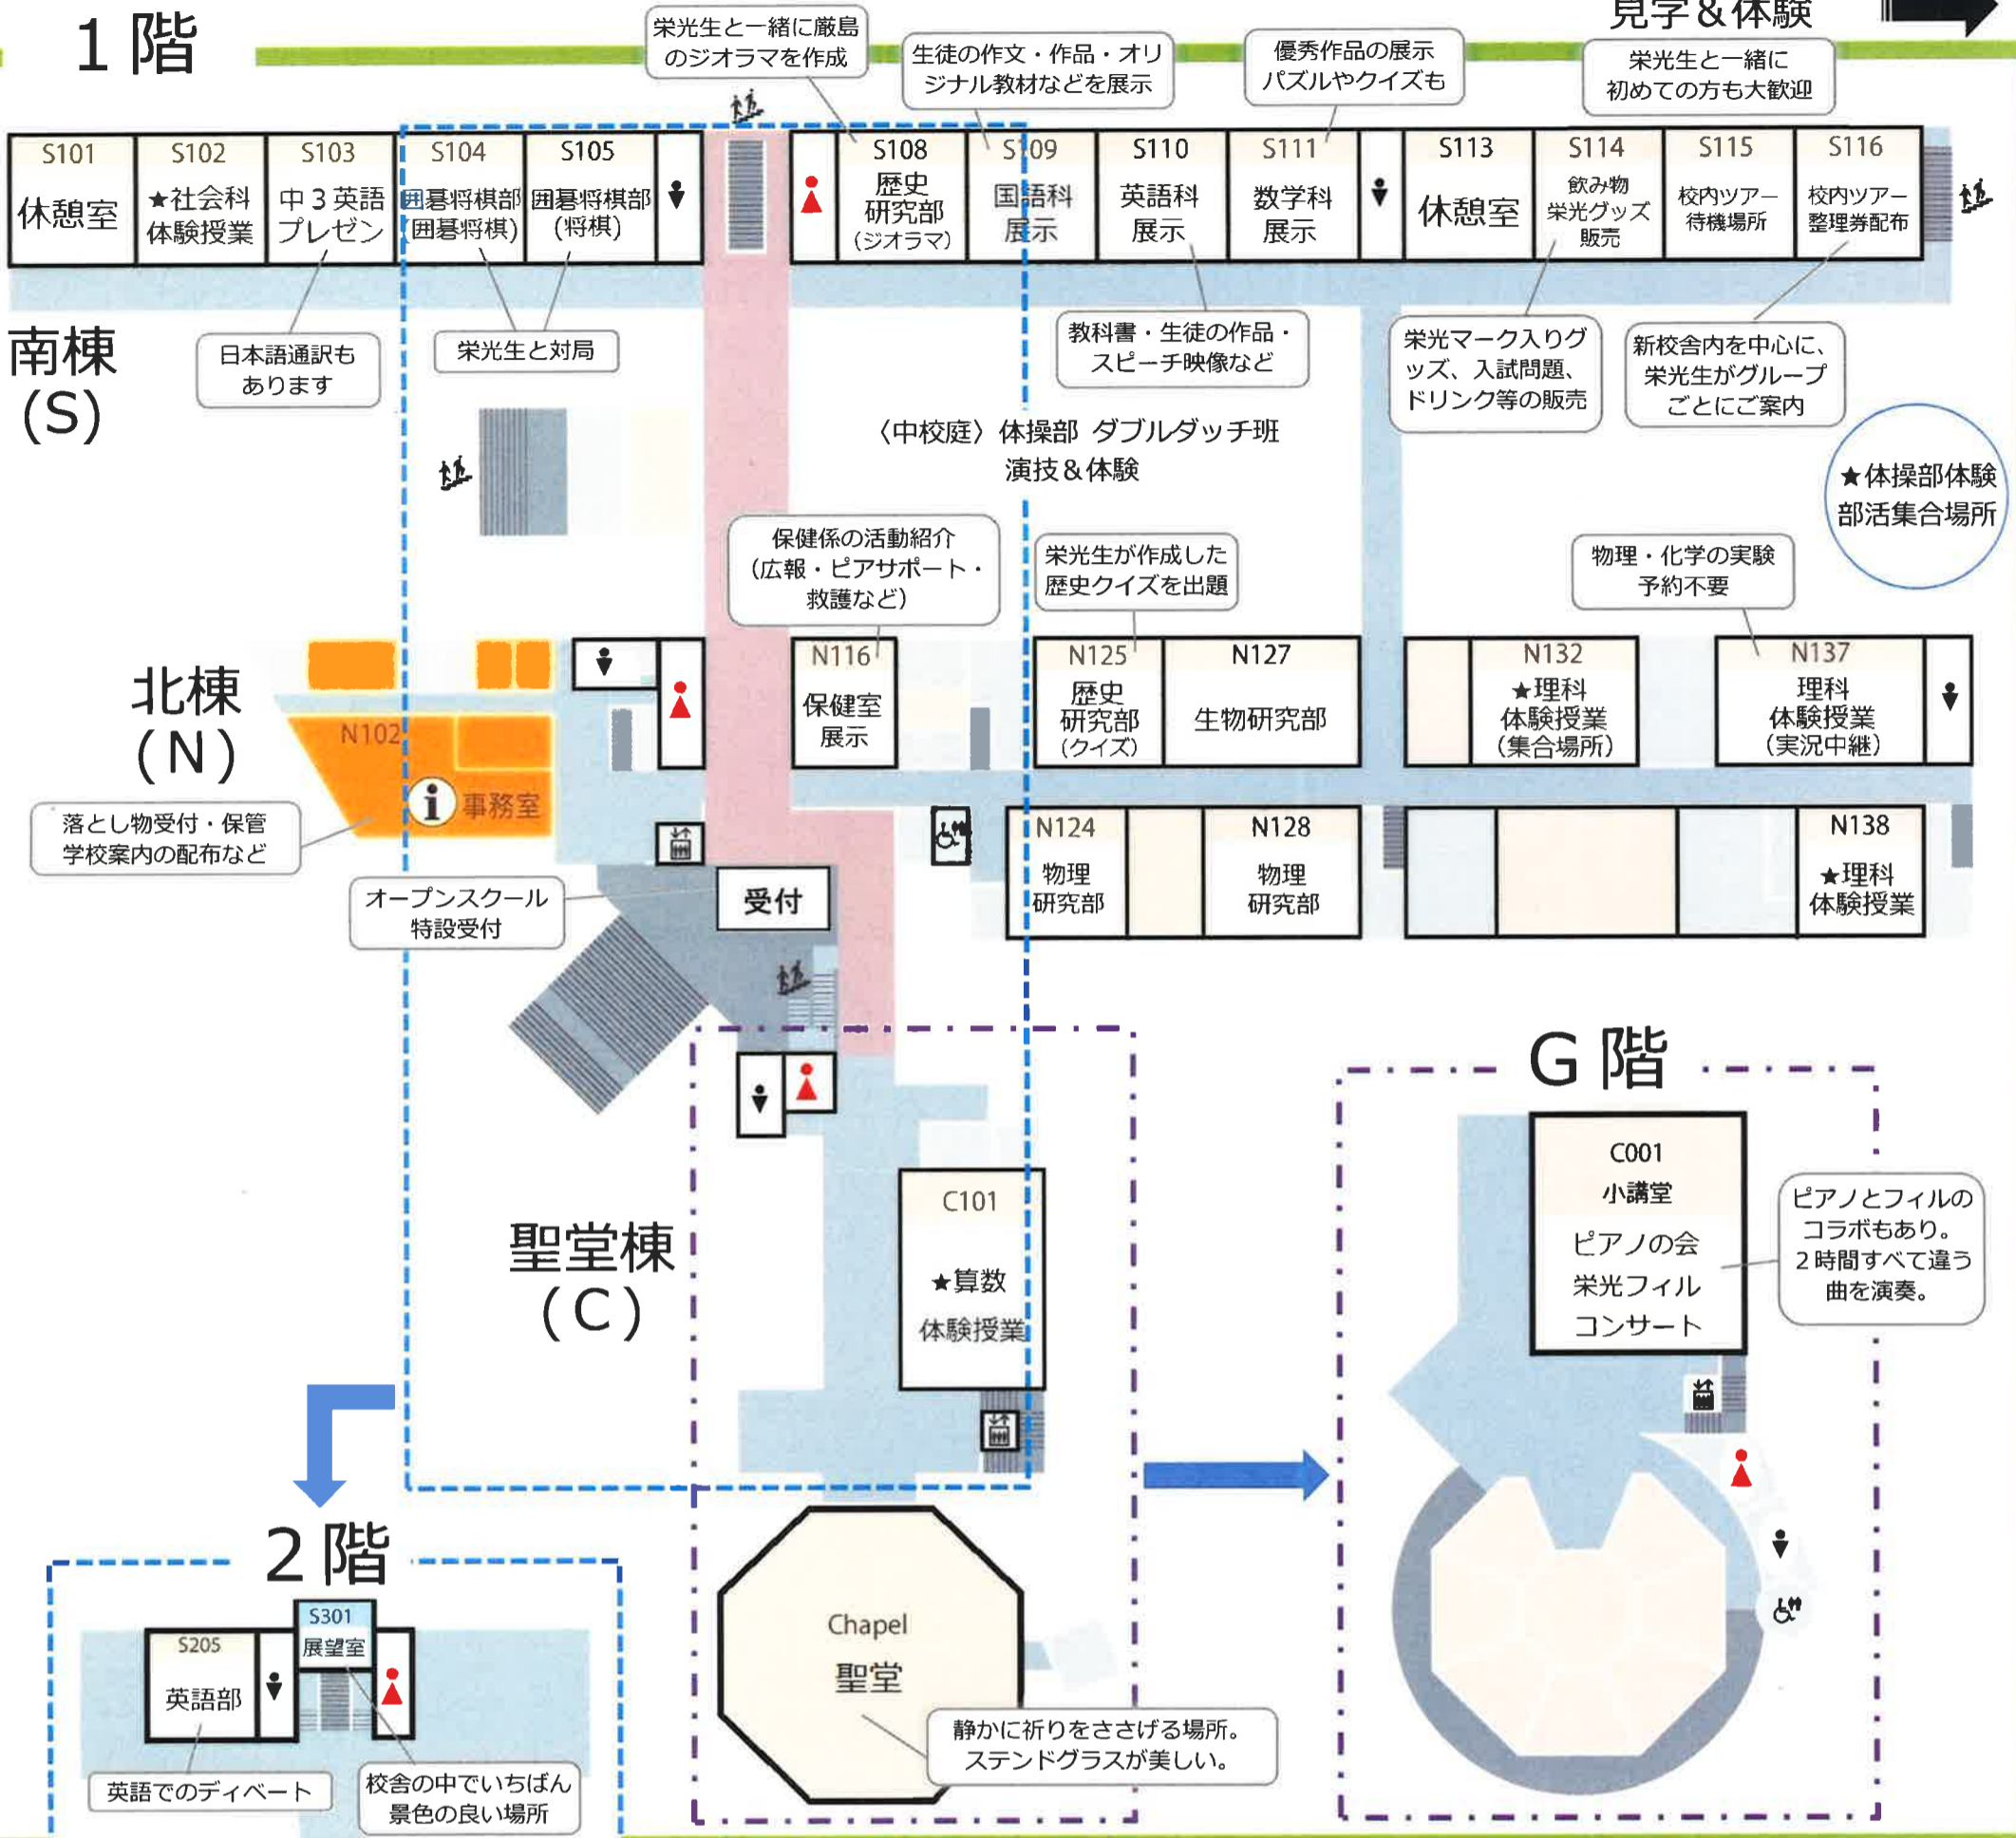 見学＆体験
1階
栄光生と一緒に厳島
のジオラマを作成
生徒の作文・作品・オリ
ジナル教材などを展示
優秀作品の展示
パズルやクイズも
栄光生と一緒に
初めての方も大歓迎
S101
休憩室
S102
★社会科
体験授業
S103
中３英語
プレゼン
S104
囲碁将棋部
(囲碁将棋)
S105
囲碁将棋部
(将棋)
S108
歴史
研究部
(ジオラマ)
S109
国語科
展示
S110
英語科
展示
S111
数学科
展示
S113
休憩室
S114
飲み物
栄光グッズ
販売
S115
校内ツアー
待機場所
S116
校内ツアー
整理券配布
南棟
(S)
日本語通訳も
あります
栄光生と対局
教科書・生徒の作品・
スピーチ映像など
栄光マーク入りグ
ッズ、入試問題、
ドリンク等の販売
新校舎内を中心に、
栄光生がグループ
ごとにご案内
〈中校庭〉体操部 ダブルダッチ班
演技＆体験
★体操部体験
部活集合場所
保健係の活動紹介
（広報・ピアサポート・
救護など）
栄光生が作成した
歴史クイズを出題
物理・化学の実験
予約不要
北棟
(N)
N102
i 事務室
落とし物受付・保管
学校案内の配布など
N116
保健室
展示
N125
歴史
研究部
(クイズ)
N127
生物研究部
N132
★理科
体験授業
(集合場所)
N137
理科
体験授業
(実況中継)
オープンスクール
特設受付
受付
N124
物理
研究部
N128
物理
研究部
N138
★理科
体験授業
聖堂棟
(C)
C101
★算数
体験授業
G階
C001
小講堂
ピアノの会
栄光フィル
コンサート
ピアノとフィルの
コラボもあり。
２時間すべて違う
曲を演奏。
2階
S301
展望室
S205
英語部
英語でのディベート
校舎の中でいちばん
景色の良い場所
Chapel
聖堂
静かに祈りをささげる場所。
ステンドグラスが美しい。